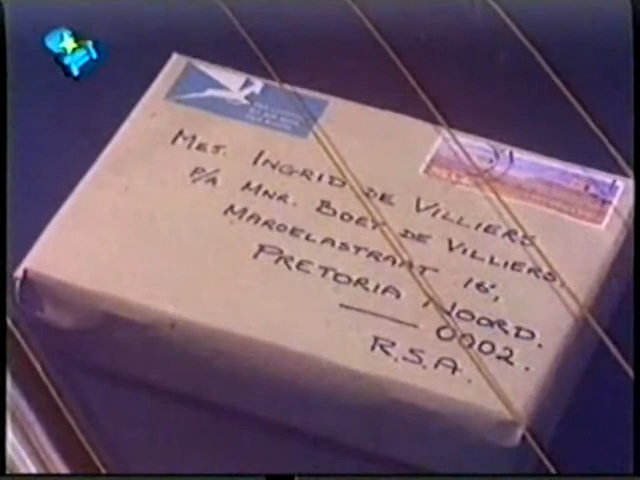 MEJ. INGRID DE VILLIERS
P/A MNR. BOET DE VILLIERS,
MAROELASTRAAT 16,
PRETORIA NOORD.
0002.
R.S.A.